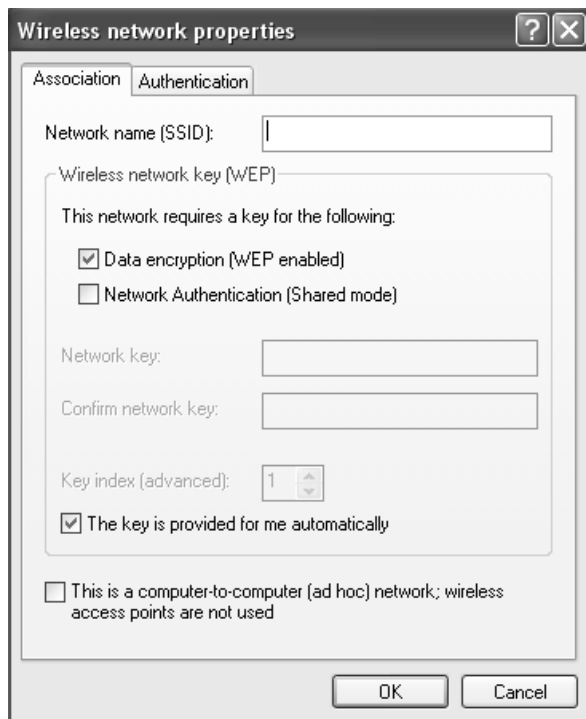 Wireless network properties
Association Authentication
Network name (SSID):
Wireless network key (WEP)
This network requires a key for the following:
Data encryption (WEP enabled)
Network Authentication (Shared mode)
Network key:
Confirm network key:
Key index (advanced): 1
The key is provided for me automatically
This is a computer-to-computer (ad hoc) network; wireless
access points are not used
OK Cancel